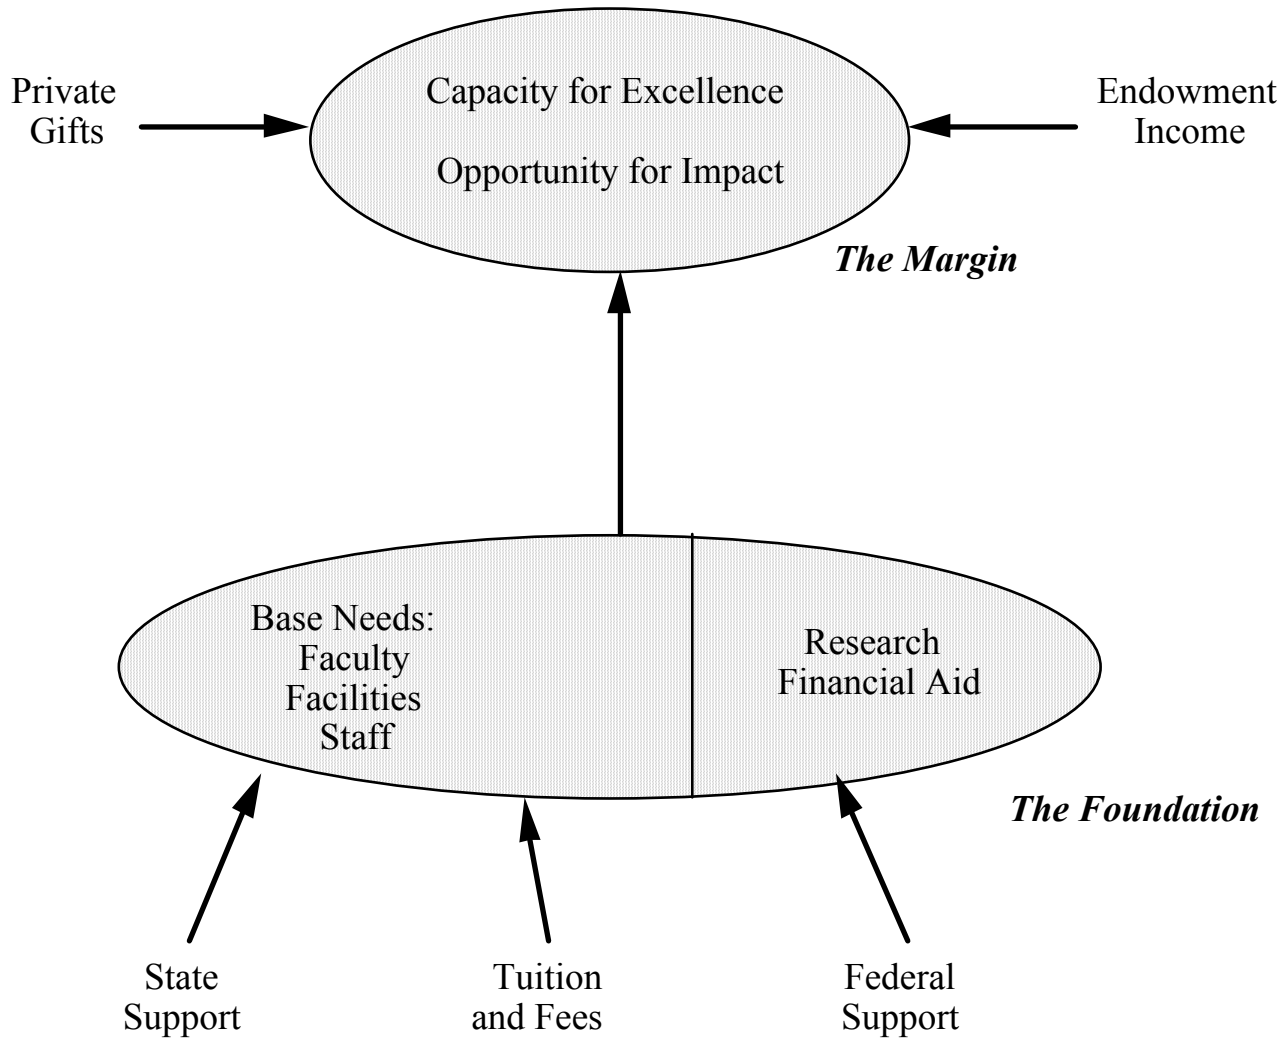 Private
Gifts
Capacity for Excellence
Opportunity for Impact
Endowment
Income
The Margin
Base Needs:
Faculty
Facilities
Staff
Research
Financial Aid
The Foundation
State
Support
Tuition
and Fees
Federal
Support